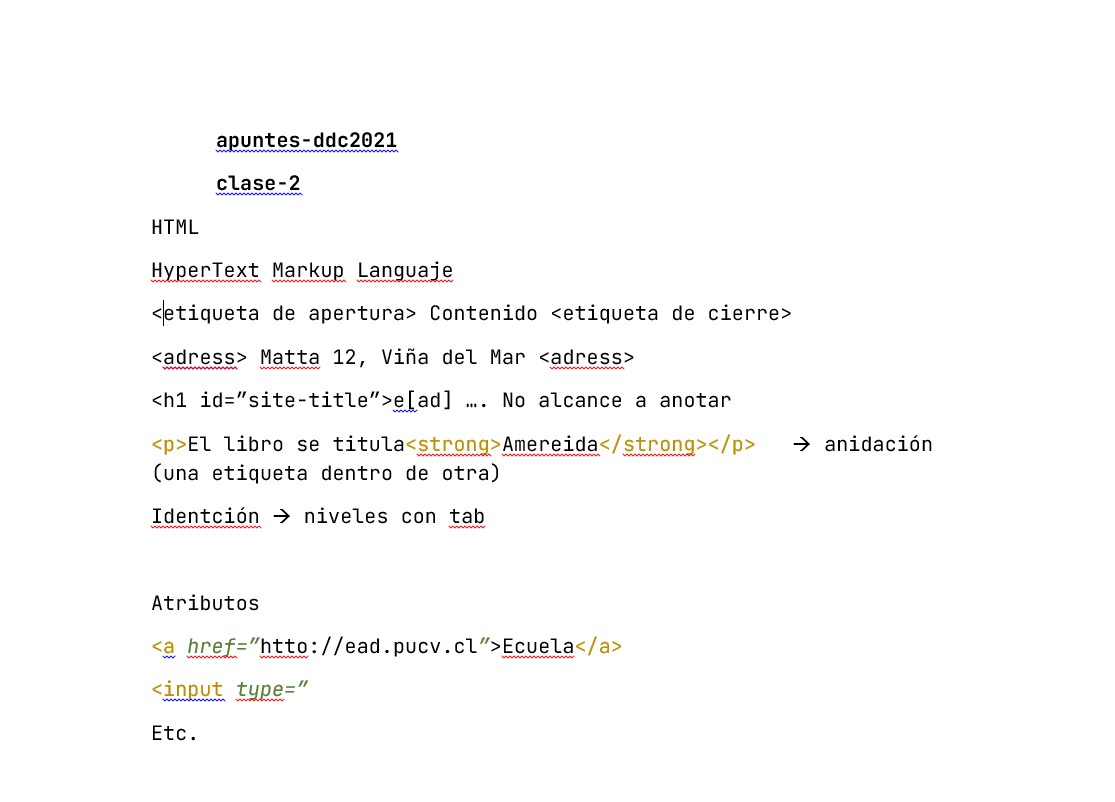 apuntes-ddc2021
clase-2
HTML
HyperText Markup Languaje
<etiqueta de apertura> Contenido <etiqueta de cierre>
<adress> Matta 12, Viña del Mar <adress>
<h1 id=”site-title”>e[ad] …. No alcance a anotar
<p>El libro se titula<strong>Amereida</strong></p> → anidación
(una etiqueta dentro de otra)
Identción → niveles con tab
Atributos
<a href=”htto://ead.pucv.cl”>Ecuela</a>
<input type=”
Etc.